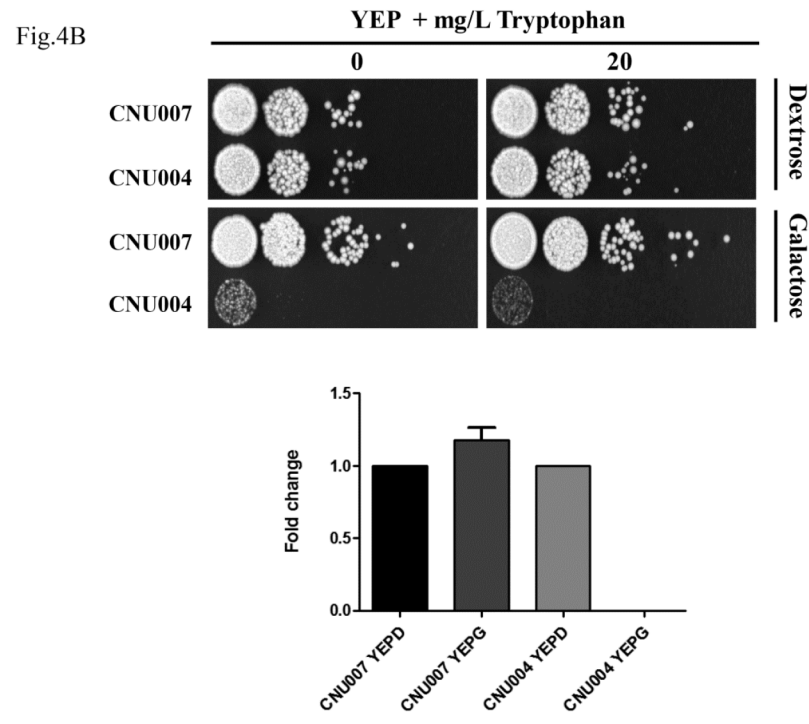 Fig.4B
YEP + mg/L Tryptophan
0 20
CNU007
CNU004
Dextrose
CNU007
CNU004
Galactose
1.5
1.0
0.5
0.0
Fold change
CNU007 YEPD
CNU007 YEPG
CNU004 YEPD
CNU004 YEPG